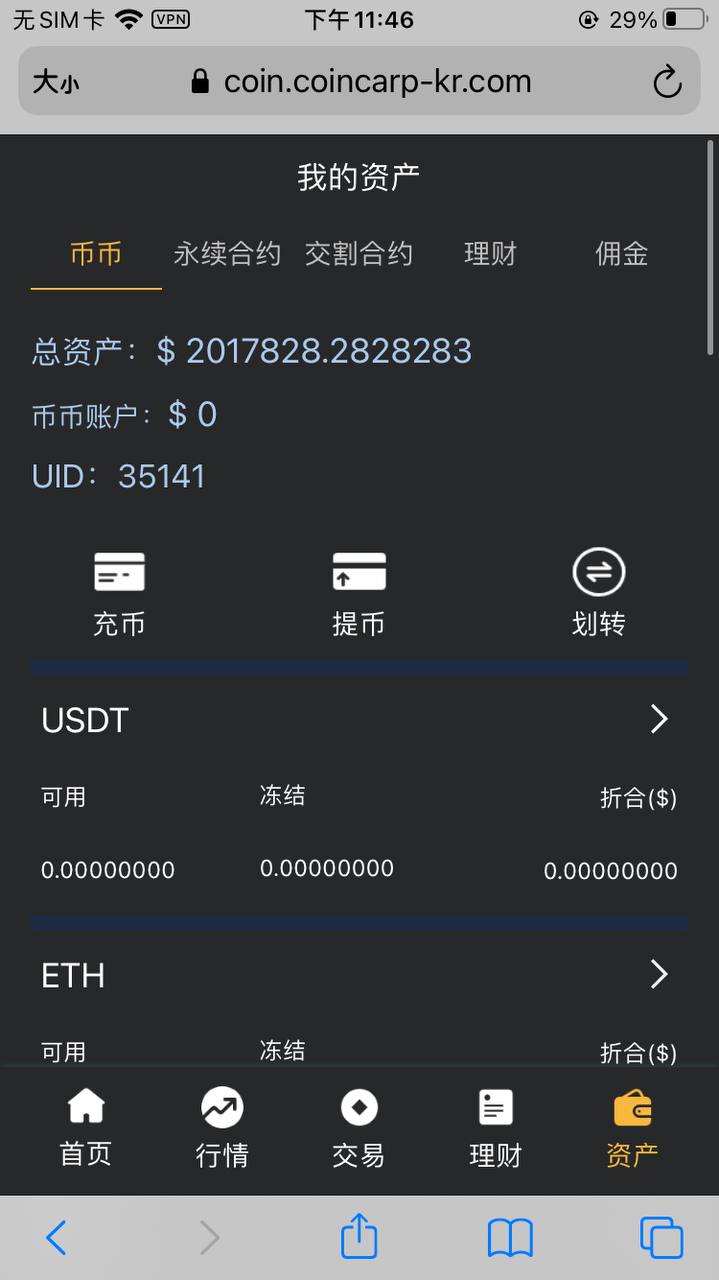 无SIM卡 VPN 下午11:46 29%
大小 coin.coincarp-kr.com
我的资产
币币 永续合约 交割合约 理财 佣金
总资产：$ 2017828.2828283
币币账户：$ 0
UID：35141
充币 提币 划转
USDT
可用 冻结 折合($)
0.00000000 0.00000000 0.00000000
ETH
可用 冻结 折合($)
首页 行情 交易 理财 资产